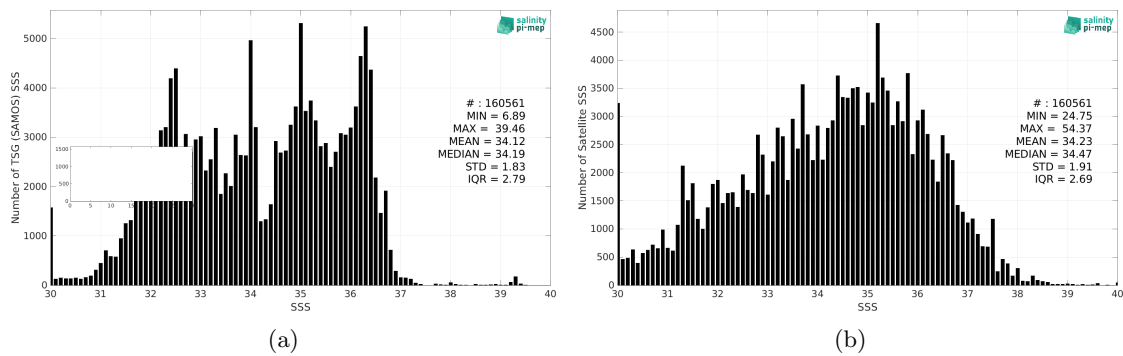 5000
4000
3000
2000
1000
0
Number of TSG (SAMOS) SSS
salinity
pi-mep
# : 160561
MIN = 6.89
MAX = 39.46
MEAN = 34.12
MEDIAN = 34.19
STD = 1.83
IQR = 2.79
1500
1000
500
0
0 5 10 15
30 31 32 33 34 35 36 37 38 39 40
SSS
(a)
4500
4000
3500
3000
2500
2000
1500
1000
500
0
Number of Satellite SSS
salinity
pi-mep
# : 160561
MIN = 24.75
MAX = 54.37
MEAN = 34.23
MEDIAN = 34.47
STD = 1.91
IQR = 2.69
30 31 32 33 34 35 36 37 38 39 40
SSS
(b)